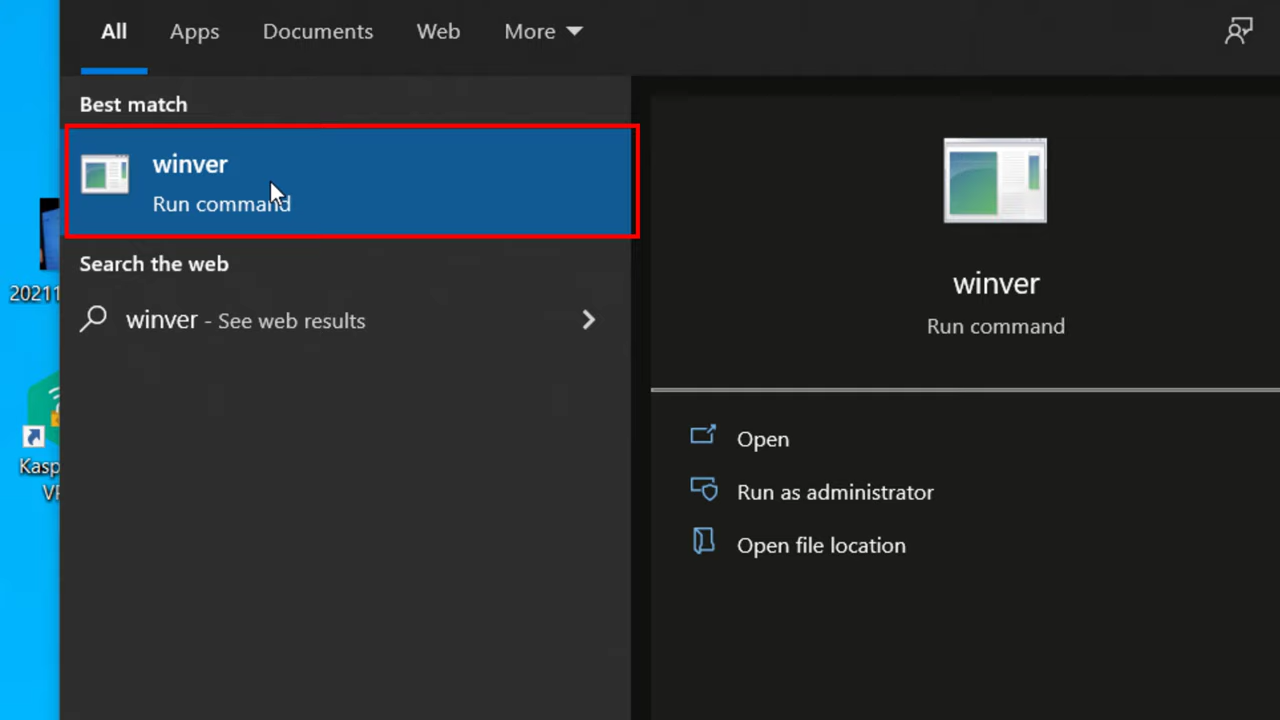 All
Apps
Documents
Web
More
Best match
winver
Run command
Search the web
winver - See web results
winver
Run command
Open
Run as administrator
Open file location